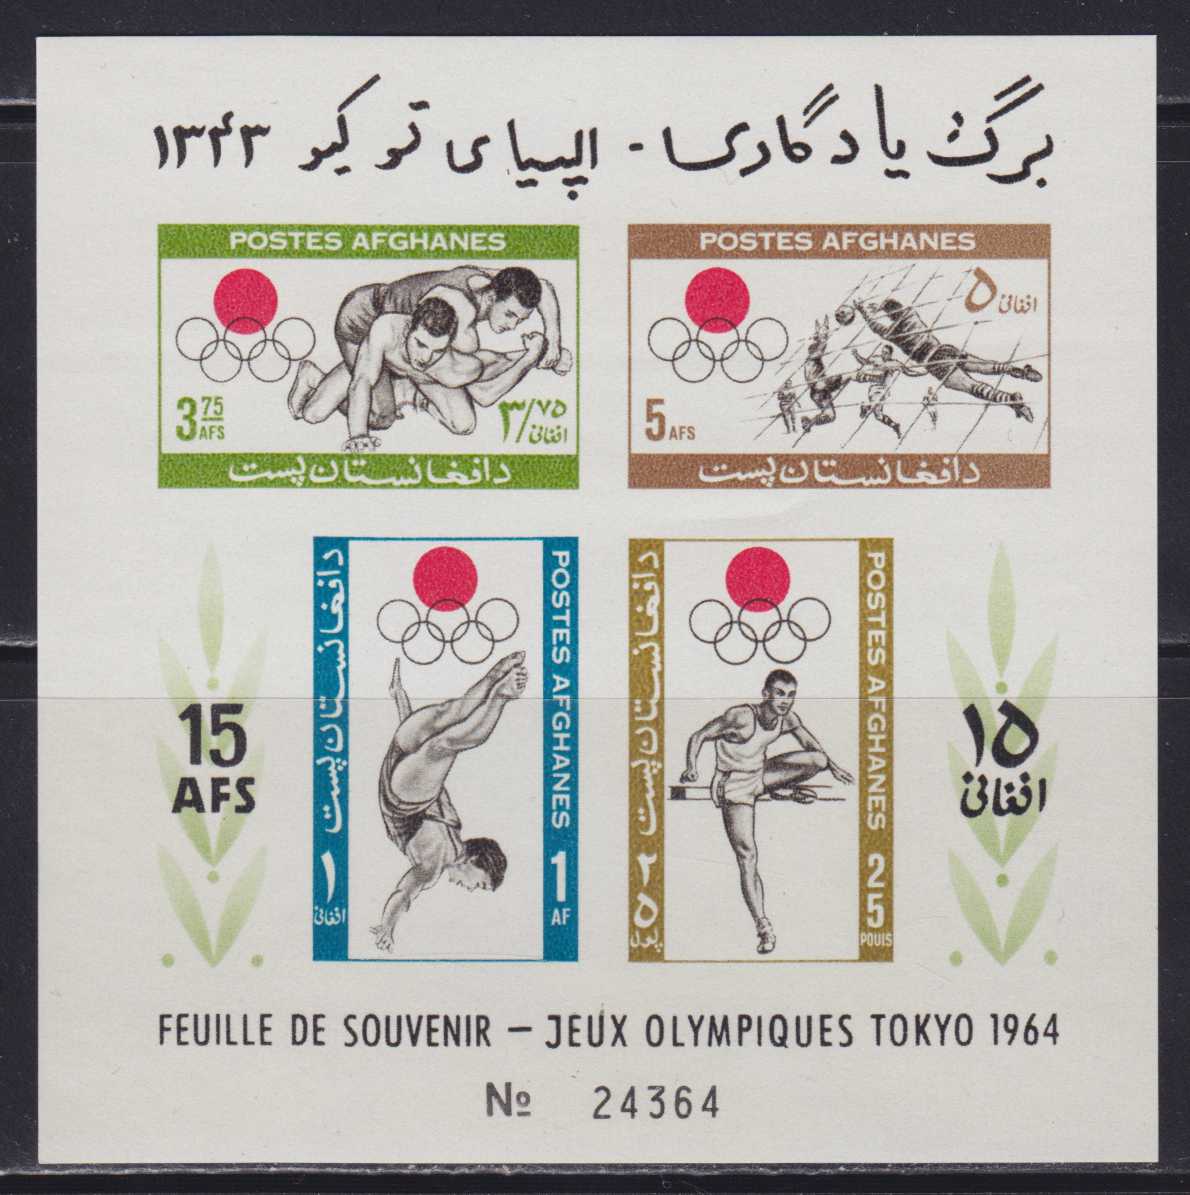 برگ یادگاری - المپیای توکیو ۱۳۴۳
POSTES AFGHANES
3 75 AFS
۳/۷۵ افغانی
دافغانستان پست
POSTES AFGHANES
۵ افغانی
5 AFS
دافغانستان پست
15
AFS
دافغانستان پست ۱ افغانی
POSTES AFGHANES 1 AF
دافغانستان پست ۲۵ پول
POSTES AFGHANES 25 POUIS
۱۵
افغانی
FEUILLE DE SOUVENIR — JEUX OLYMPIQUES TOKYO 1964
№ 24364